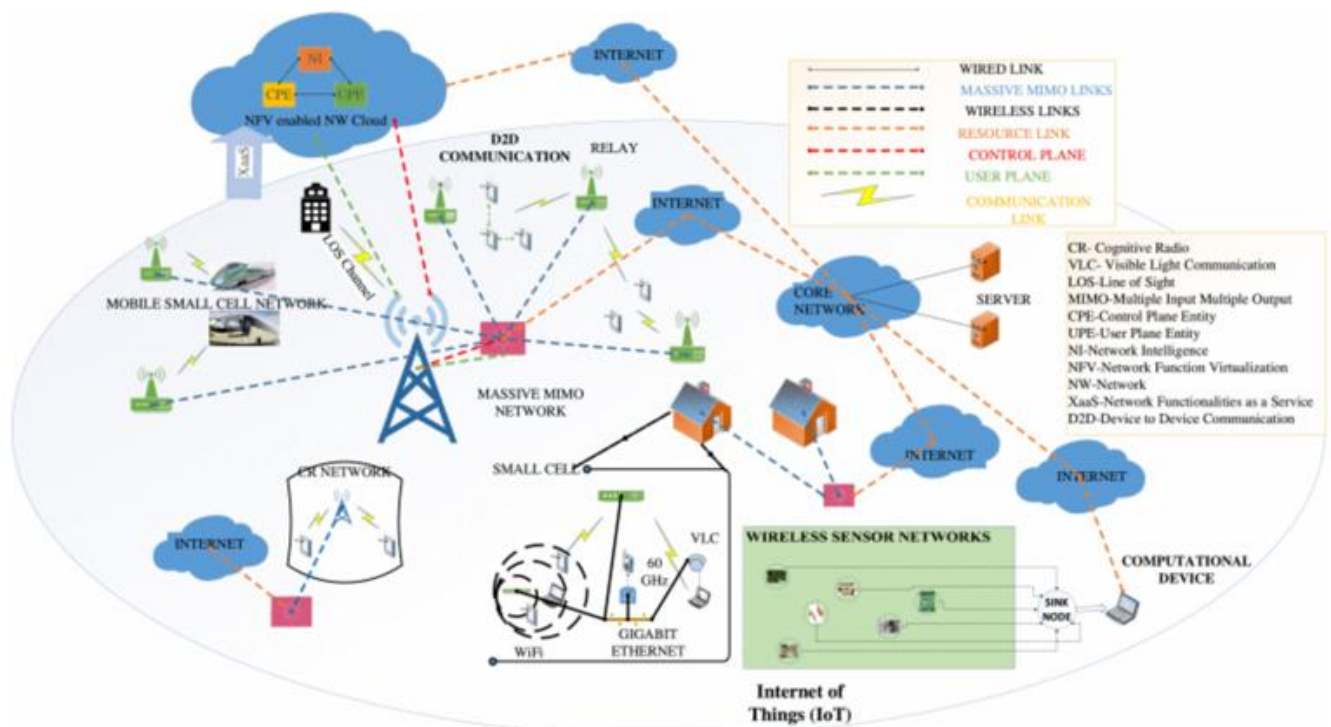 NI
CPE
UPE
NFV enabled NW Cloud
XaaS
INTERNET
WIRED LINK
MASSIVE MIMO LINKS
WIRELESS LINKS
RESOURCE LINK
CONTROL PLANE
USER PLANE
COMMUNICATION
LINK
D2D
COMMUNICATION
RELAY
INTERNET
LOS Channel
MOBILE SMALL CELL NETWORK
CORE
NETWORK
SERVER
CR- Cognitive Radio
VLC- Visible Light Communication
LOS-Line of Sight
MIMO-Multiple Input Multiple Output
CPE-Control Plane Entity
UPE-User Plane Entity
NI-Network Intelligence
NFV-Network Function Virtualization
NW-Network
XaaS-Network Functionalities as a Service
D2D-Device to Device Communication
MASSIVE MIMO
NETWORK
CR NETWORK
SMALL CELL
INTERNET
INTERNET
INTERNET
VLC
60
GHz
WiFi
GIGABIT
ETHERNET
WIRELESS SENSOR NETWORKS
SINK
NODE
COMPUTATIONAL
DEVICE
Internet of
Things (IoT)